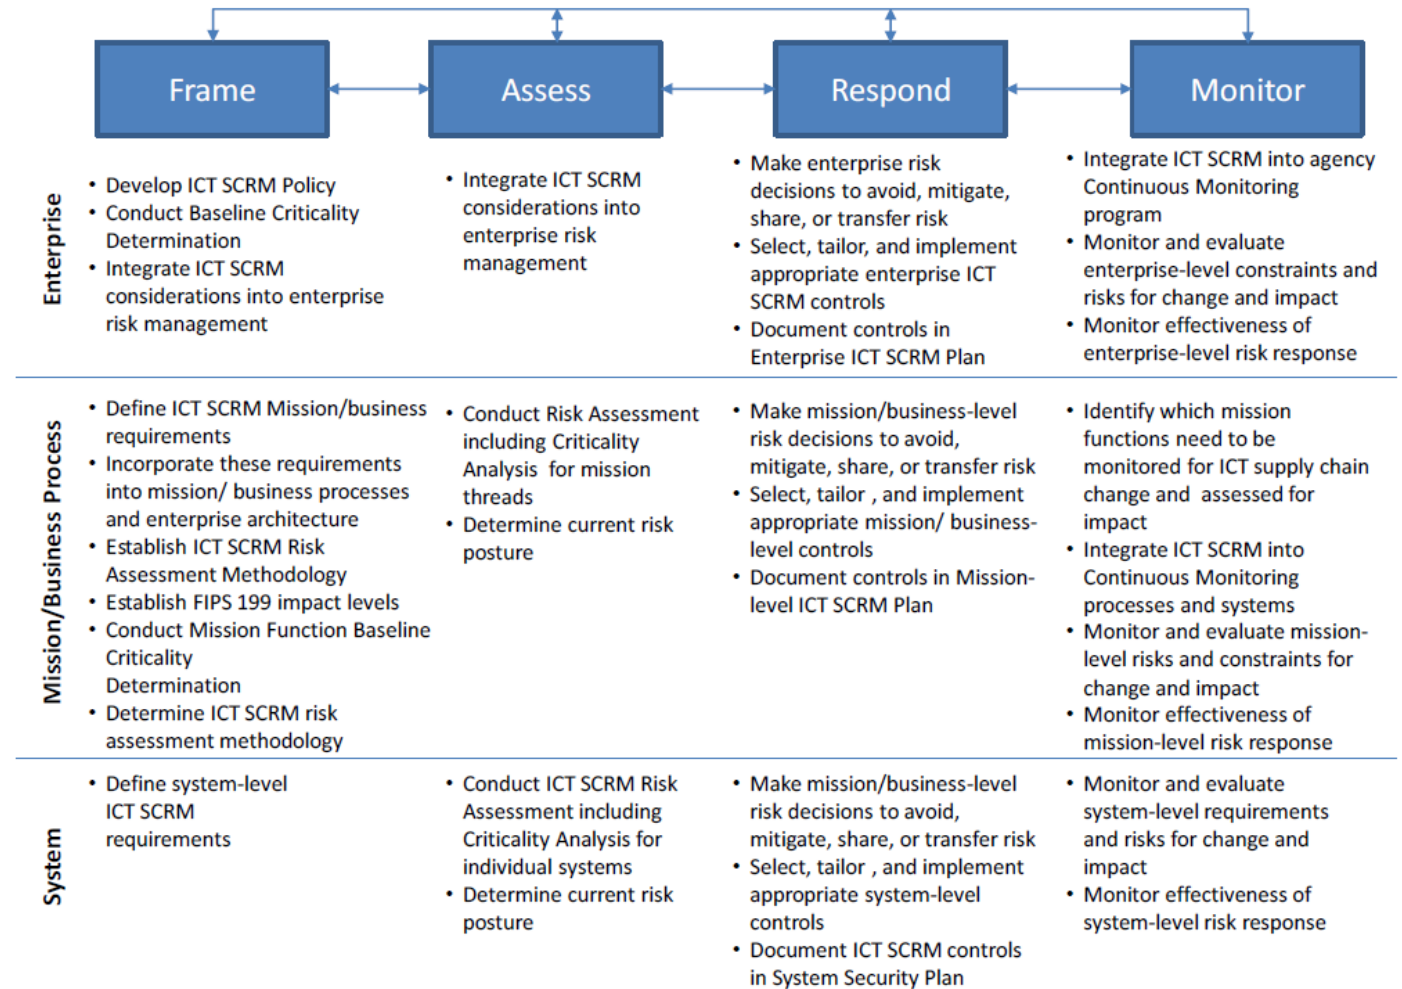 Frame
Assess
Respond
Monitor
Enterprise
• Develop ICT SCRM Policy
• Conduct Baseline Criticality
Determination
• Integrate ICT SCRM
considerations into enterprise
risk management
• Integrate ICT SCRM
considerations into
enterprise risk
management
• Make enterprise risk
decisions to avoid, mitigate,
share, or transfer risk
• Select, tailor, and implement
appropriate enterprise ICT
SCRM controls
• Document controls in
Enterprise ICT SCRM Plan
• Integrate ICT SCRM into agency
Continuous Monitoring
program
• Monitor and evaluate
enterprise-level constraints and
risks for change and impact
• Monitor effectiveness of
enterprise-level risk response
Mission/Business Process
• Define ICT SCRM Mission/business
requirements
• Incorporate these requirements
into mission/ business processes
and enterprise architecture
• Establish ICT SCRM Risk
Assessment Methodology
• Establish FIPS 199 impact levels
• Conduct Mission Function Baseline
Criticality
Determination
• Determine ICT SCRM risk
assessment methodology
• Conduct Risk Assessment
including Criticality
Analysis for mission
threads
• Determine current risk
posture
• Make mission/business-level
risk decisions to avoid,
mitigate, share, or transfer risk
• Select, tailor , and implement
appropriate mission/ business-
level controls
• Document controls in Mission-
level ICT SCRM Plan
• Identify which mission
functions need to be
monitored for ICT supply chain
change and assessed for
impact
• Integrate ICT SCRM into
Continuous Monitoring
processes and systems
• Monitor and evaluate mission-
level risks and constraints for
change and impact
• Monitor effectiveness of
mission-level risk response
System
• Define system-level
ICT SCRM
requirements
• Conduct ICT SCRM Risk
Assessment including
Criticality Analysis for
individual systems
• Determine current risk
posture
• Make mission/business-level
risk decisions to avoid,
mitigate, share, or transfer risk
• Select, tailor , and implement
appropriate system-level
controls
• Document ICT SCRM controls
in System Security Plan
• Monitor and evaluate
system-level requirements
and risks for change and
impact
• Monitor effectiveness of
system-level risk response